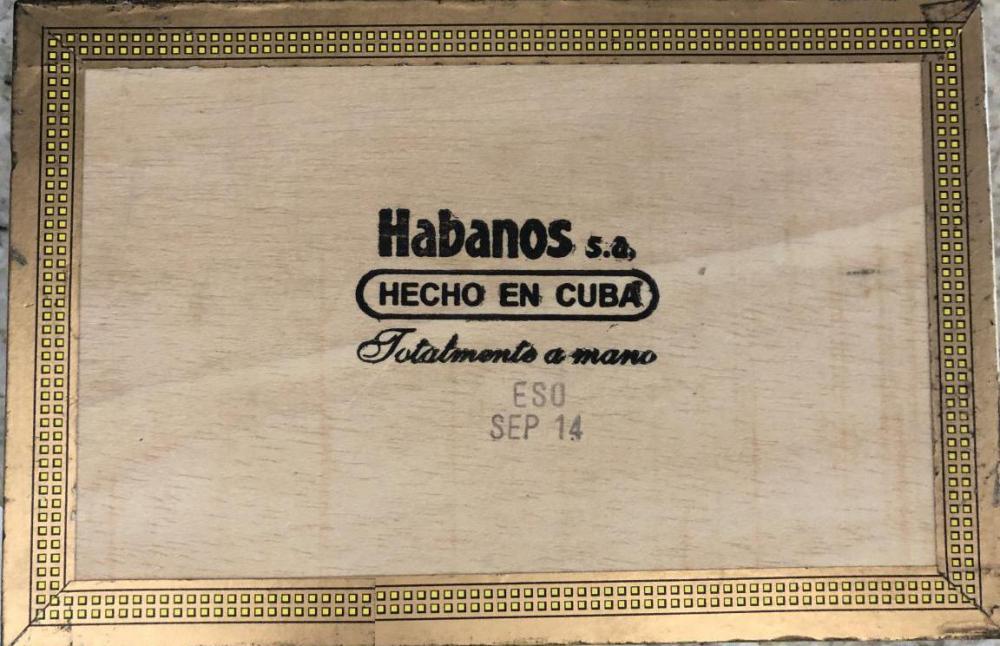 Habanos s.a.
HECHO EN CUBA
Totalmente a mano
ESO
SEP 14